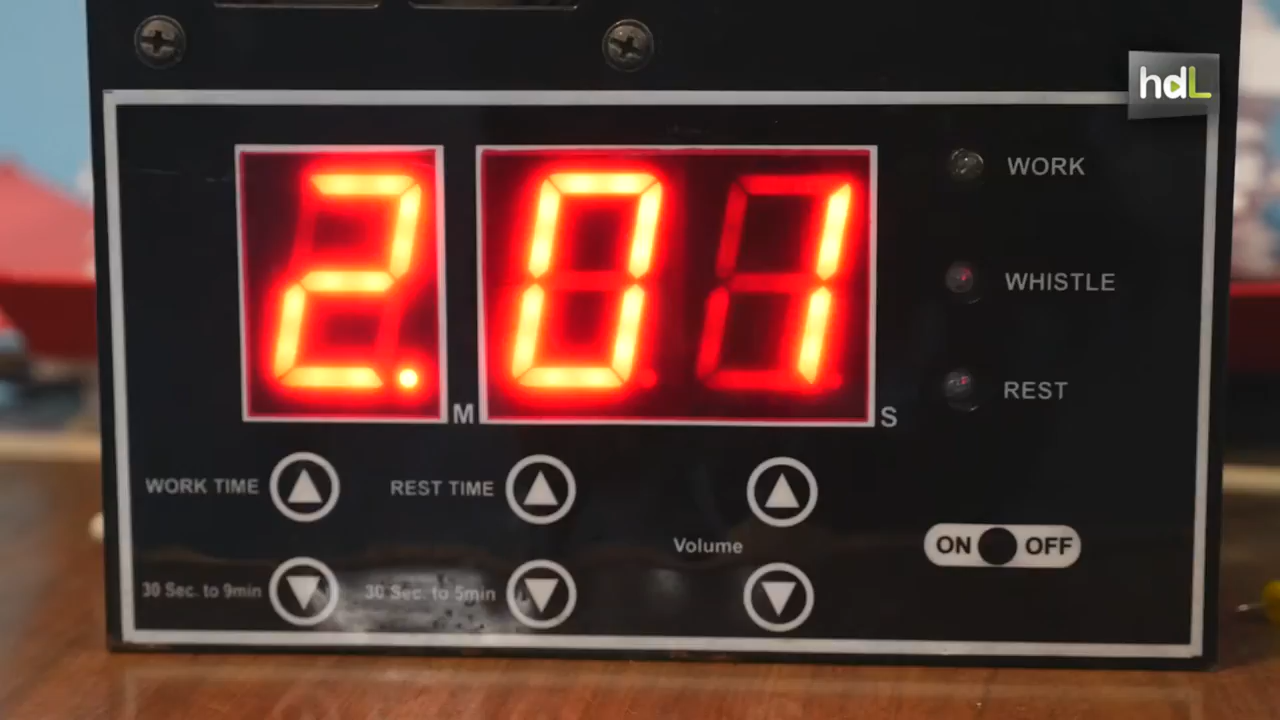 hdL
2.01
M
S
WORK
WHISTLE
REST
WORK TIME
REST TIME
Volume
30 Sec. to 9min
30 Sec. to 5min
ON OFF